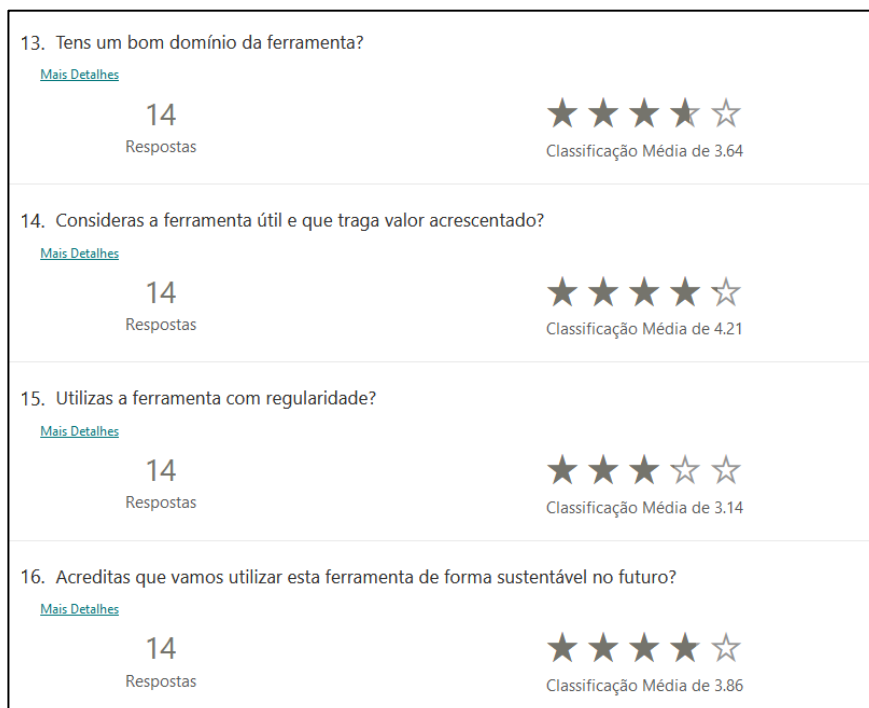 13. Tens um bom domínio da ferramenta?
Mais Detalhes
14
Respostas
Classificação Média de 3.64
14. Consideras a ferramenta útil e que traga valor acrescentado?
Mais Detalhes
14
Respostas
Classificação Média de 4.21
15. Utilizas a ferramenta com regularidade?
Mais Detalhes
14
Respostas
Classificação Média de 3.14
16. Acreditas que vamos utilizar esta ferramenta de forma sustentável no futuro?
Mais Detalhes
14
Respostas
Classificação Média de 3.86